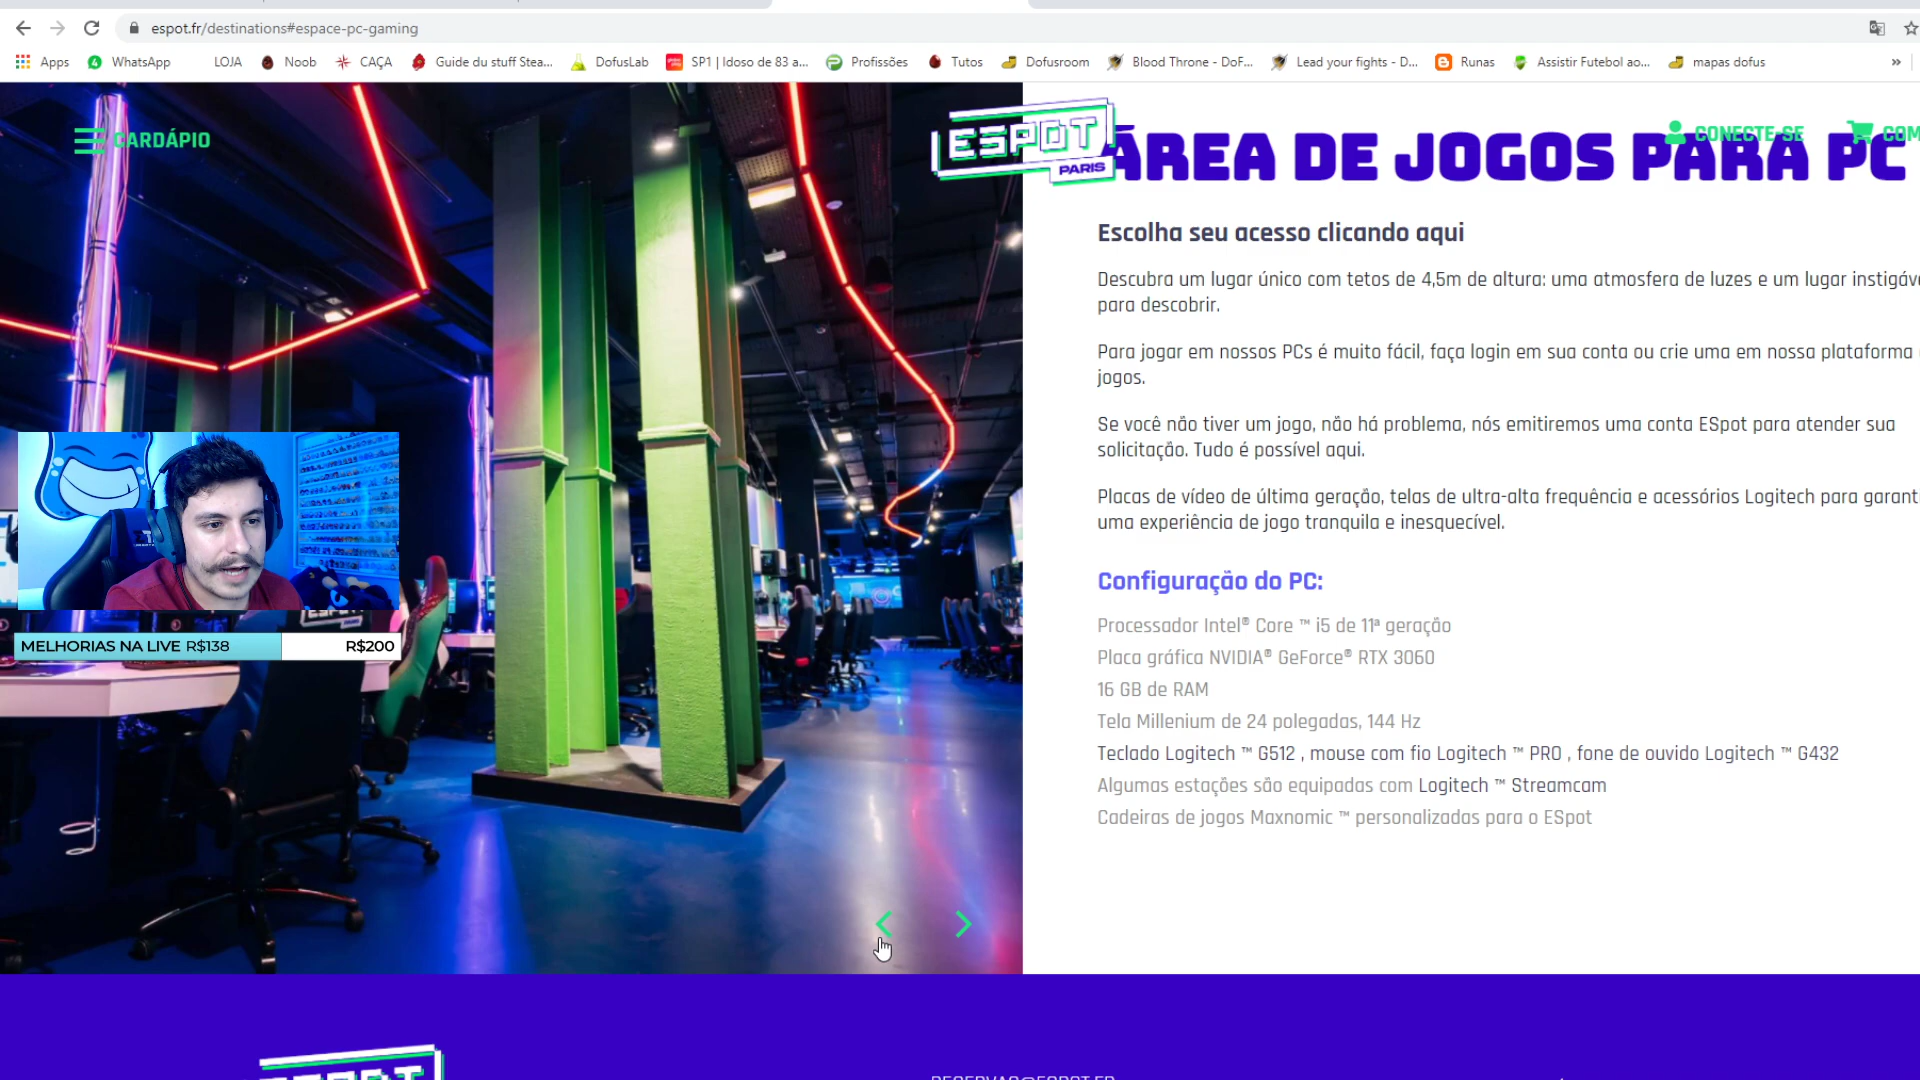 espot.fr/destinations#espace-pc-gaming
Apps WhatsApp LOJA Noob CAÇA Guide du stuff Stea... DofusLab SP1 | Idoso de 83 a... Profissões Tutos Dofusroom Blood Throne - DoF... Lead your fights - D... Runas Assistir Futebol ao... mapas dofus »
CARDÁPIO
ESPOT
PARIS
CONECTE-SE
COM
ÁREA DE JOGOS PARA PC
Escolha seu acesso clicando aqui
Descubra um lugar único com tetos de 4,5m de altura: uma atmosfera de luzes e um lugar instigáve
para descobrir.
Para jogar em nossos PCs é muito fácil, faça login em sua conta ou crie uma em nossa plataforma
jogos.
Se você não tiver um jogo, não há problema, nós emitiremos uma conta ESpot para atender sua
solicitação. Tudo é possível aqui.
Placas de vídeo de última geração, telas de ultra-alta frequência e acessórios Logitech para garant
uma experiência de jogo tranquila e inesquecível.
Configuração do PC:
Processador Intel® Core ™ i5 de 11ª geração
Placa gráfica NVIDIA® GeForce® RTX 3060
16 GB de RAM
Tela Millenium de 24 polegadas, 144 Hz
Teclado Logitech ™ G512 , mouse com fio Logitech ™ PRO , fone de ouvido Logitech ™ G432
Algumas estações são equipadas com Logitech ™ Streamcam
Cadeiras de jogos Maxnomic ™ personalizadas para o ESpot
MELHORIAS NA LIVE R$138 R$200
ESPOT
RESERVAS@ESPOT.FR